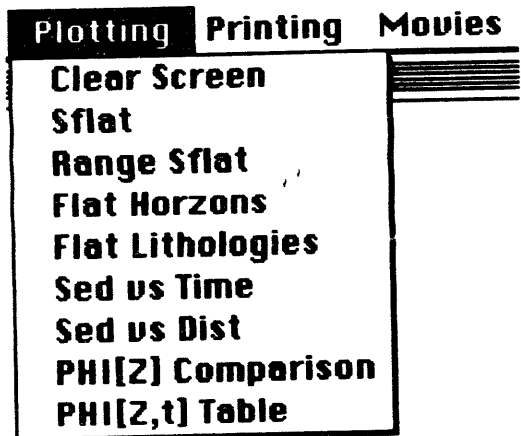 Plotting Printing Movies
Clear Screen
Sflat
Range Sflat
Flat Horzons
Flat Lithologies
Sed vs Time
Sed vs Dist
PHI[Z] Comparison
PHI[Z,t] Table